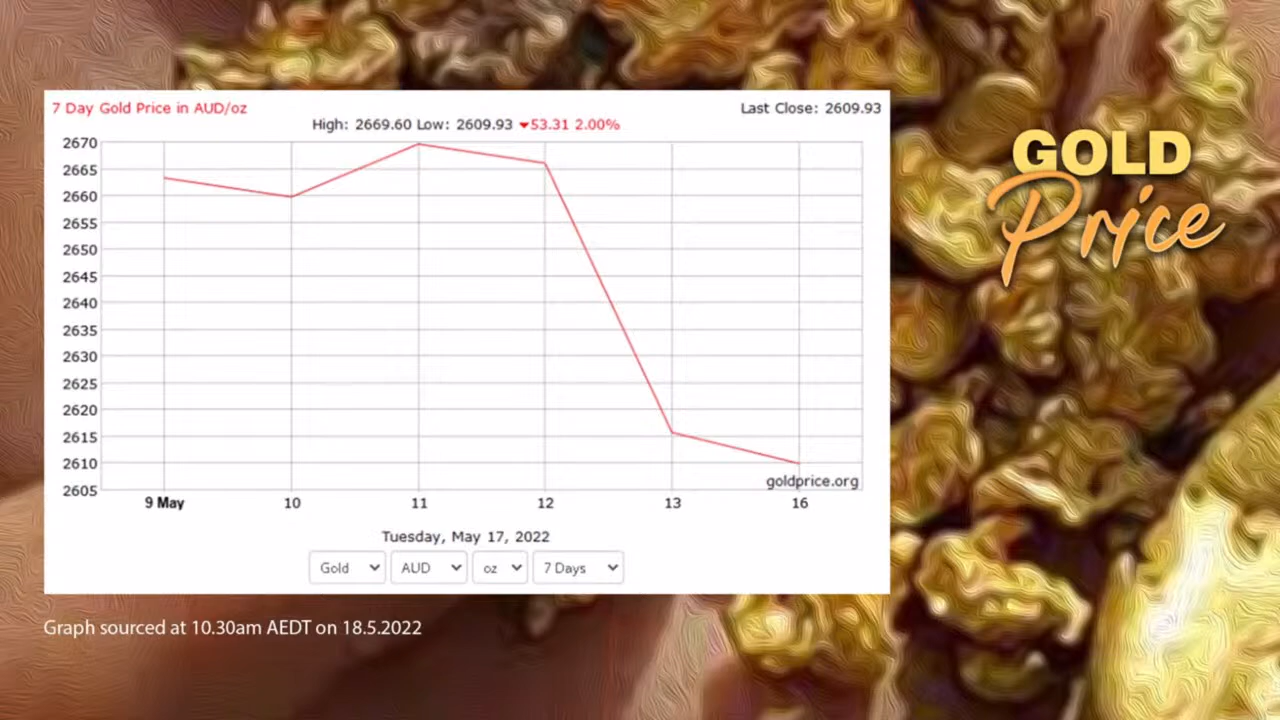 7 Day Gold Price in AUD/oz
Last Close: 2609.93
High: 2669.60 Low: 2609.93 ▼53.31 2.00%
2670
2665
2660
2655
2650
2645
2640
2635
2630
2625
2620
2615
2610
2605
goldprice.org
9 May 10 11 12 13 16
Tuesday, May 17, 2022
Gold AUD oz 7 Days
Graph sourced at 10.30am AEDT on 18.5.2022
GOLD
Price